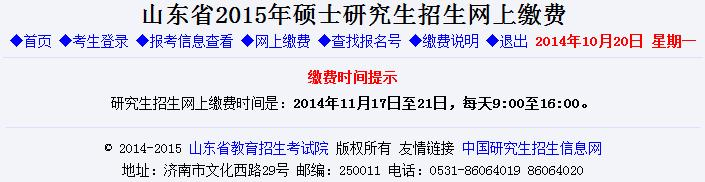 山东省2015年硕士研究生招生网上缴费
◆首页 ◆考生登录 ◆报考信息查看 ◆网上缴费 ◆查找报名号 ◆缴费说明 ◆退出 2014年10月20日 星期一
缴费时间提示
研究生招生网上缴费时间是：2014年11月17日至21日，每天9:00至16:00。
© 2014-2015 山东省教育招生考试院 版权所有 友情链接 中国研究生招生信息网
地址：济南市文化西路29号 邮编：250011 电话：0531-86064019 86064020